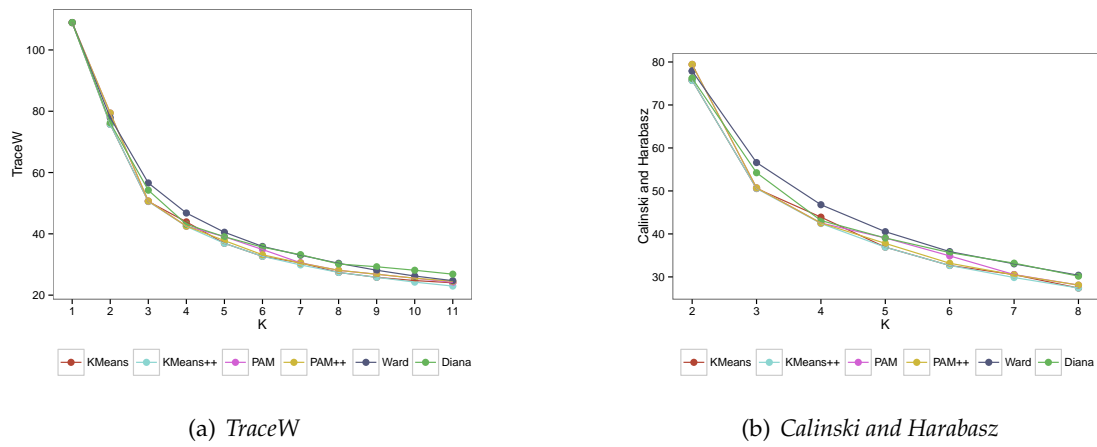 100
80
60
40
20
TraceW
1 2 3 4 5 6 7 8 9 10 11
K
KMeans KMeans++ PAM PAM++ Ward Diana
(a) TraceW
80
70
60
50
40
30
Calinski and Harabasz
2 3 4 5 6 7 8
K
KMeans KMeans++ PAM PAM++ Ward Diana
(b) Calinski and Harabasz